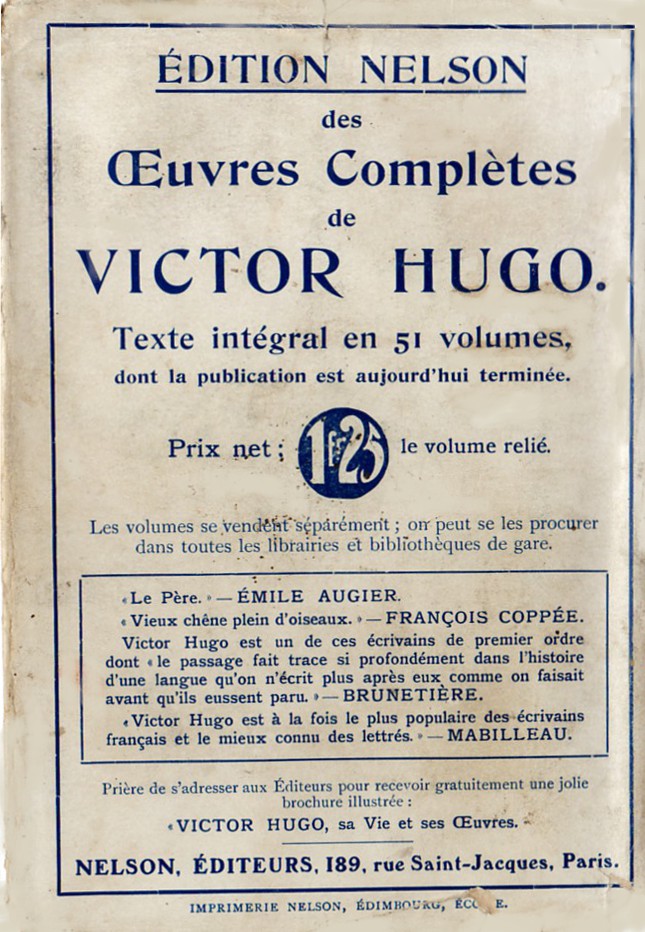 ÉDITION NELSON
des
Œuvres Complètes
de
VICTOR HUGO.
Texte intégral en 51 volumes,
dont la publication est aujourd'hui terminée.
Prix net : 1fr25 le volume relié.
Les volumes se vendent séparément ; on peut se les procurer
dans toutes les librairies et bibliothèques de gare.
« Le Père. » — ÉMILE AUGIER.
« Vieux chêne plein d'oiseaux. » — FRANÇOIS COPPÉE.
Victor Hugo est un de ces écrivains de premier ordre
dont « le passage fait trace si profondément dans l'histoire
d'une langue qu'on n'écrit plus après eux comme on faisait
avant qu'ils eussent paru. » — BRUNETIÈRE.
« Victor Hugo est à la fois le plus populaire des écrivains
français et le mieux connu des lettrés. » — MABILLEAU.
Prière de s'adresser aux Éditeurs pour recevoir gratuitement une jolie
brochure illustrée :
« VICTOR HUGO, sa Vie et ses Œuvres. »
NELSON, ÉDITEURS, 189, rue Saint-Jacques, Paris.
IMPRIMERIE NELSON, ÉDIMBOURG,